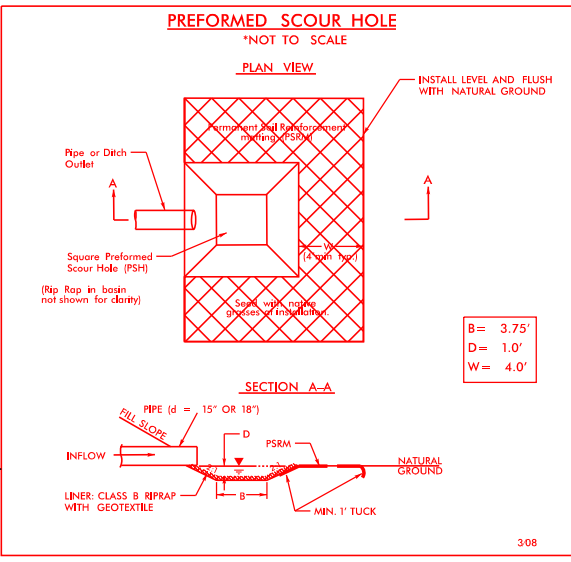 PREFORMED SCOUR HOLE
*NOT TO SCALE
PLAN VIEW
INSTALL LEVEL AND FLUSH
WITH NATURAL GROUND
Permanent Soil Reinforcement
matting (PSRM)
Pipe or Ditch
Outlet
A
A
Square Preformed
Scour Hole (PSH)
W
(4' min typ.)
(Rip Rap in basin
not shown for clarity)
Seed with native
grasses at installation.
B= 3.75'
D= 1.0'
W= 4.0'
SECTION A-A
PIPE (d = 15" OR 18")
FILL SLOPE
D
PSRM
INFLOW
NATURAL
GROUND
LINER: CLASS B RIPRAP
WITH GEOTEXTILE
B
MIN. 1' TUCK
3/08